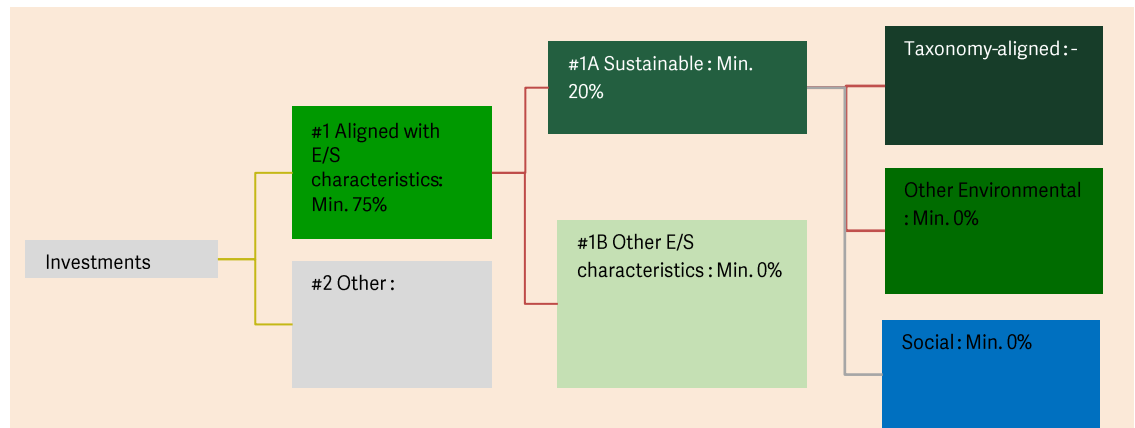 Investments
#1 Aligned with
E/S
characteristics:
Min. 75%
#2 Other :
#1A Sustainable : Min.
20%
#1B Other E/S
characteristics : Min. 0%
Taxonomy-aligned : -
Other Environmental
: Min. 0%
Social : Min. 0%